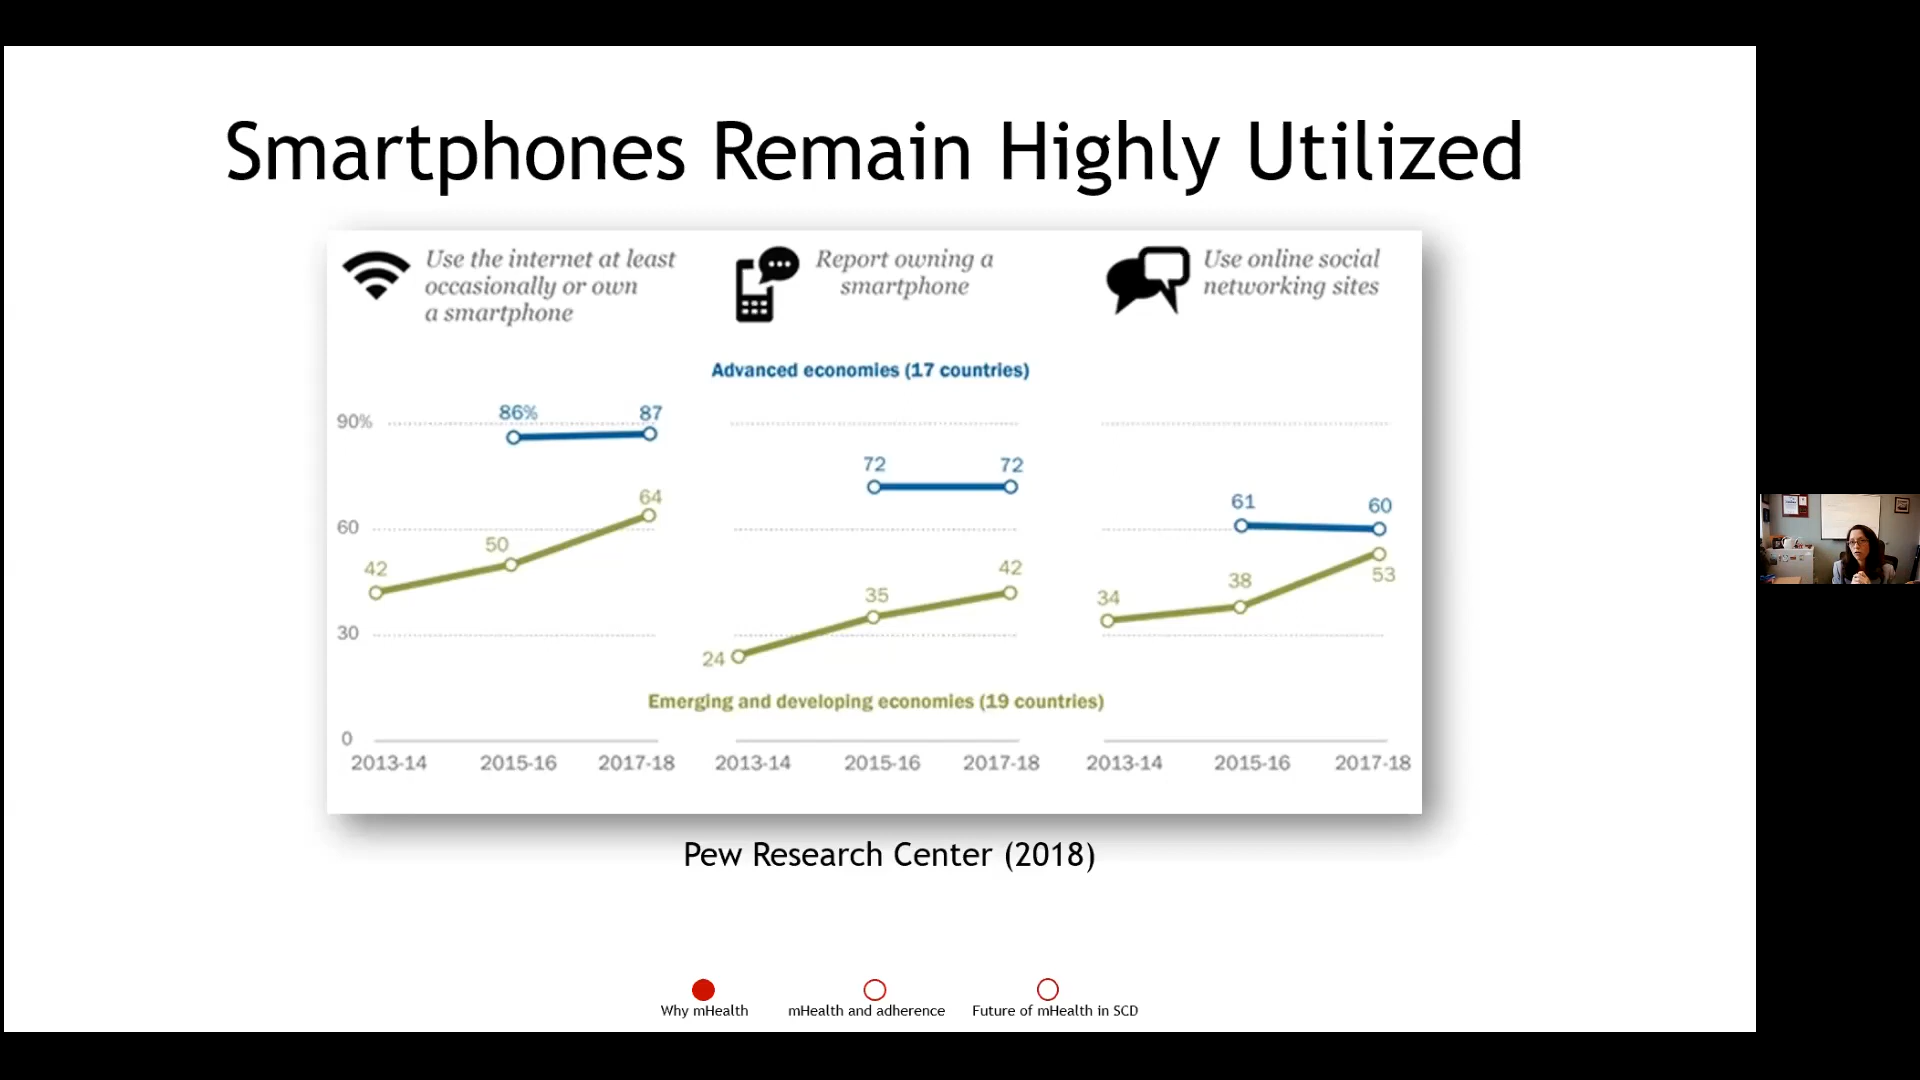 Smartphones Remain Highly Utilized
Use the internet at least
occasionally or own
a smartphone
Report owning a
smartphone
Use online social
networking sites
Advanced economies (17 countries)
90%
86%
87
72
72
61
60
60
64
50
42
42
35
24
53
38
34
30
Emerging and developing economies (19 countries)
0
2013-14
2015-16
2017-18
2013-14
2015-16
2017-18
2013-14
2015-16
2017-18
Pew Research Center (2018)
Why mHealth
mHealth and adherence
Future of mHealth in SCD